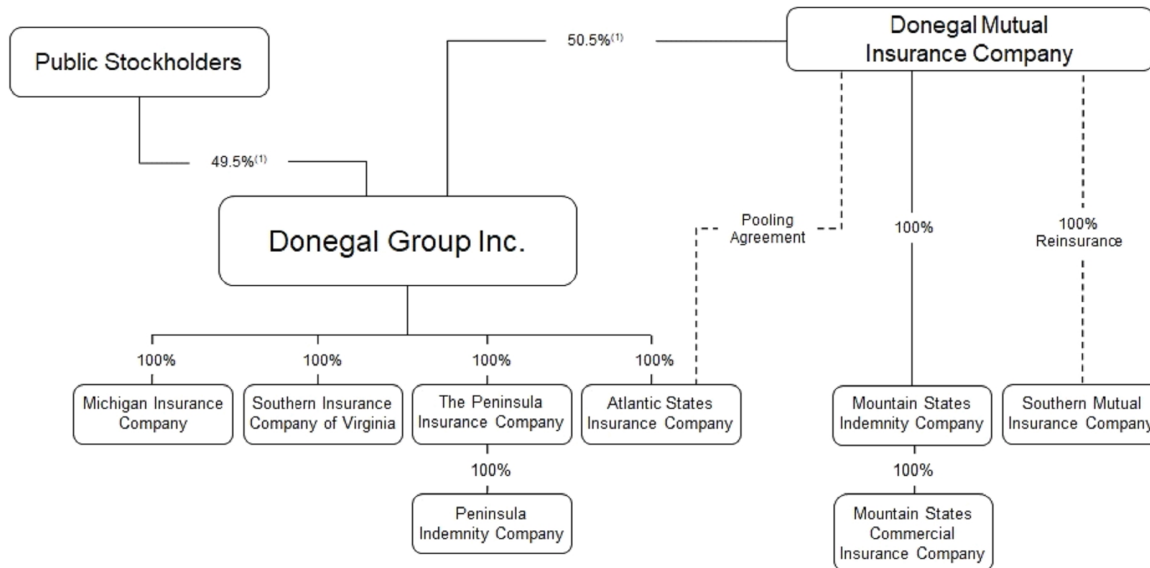 Donegal Mutual
Insurance Company
Public Stockholders
50.5%(1)
49.5%(1)
Donegal Group Inc.
Pooling
Agreement
100%
100%
Reinsurance
100%
100%
100%
100%
Michigan Insurance
Company
Southern Insurance
Company of Virginia
The Peninsula
Insurance Company
Atlantic States
Insurance Company
Mountain States
Indemnity Company
Southern Mutual
Insurance Company
100%
100%
Peninsula
Indemnity Company
Mountain States
Commercial
Insurance Company